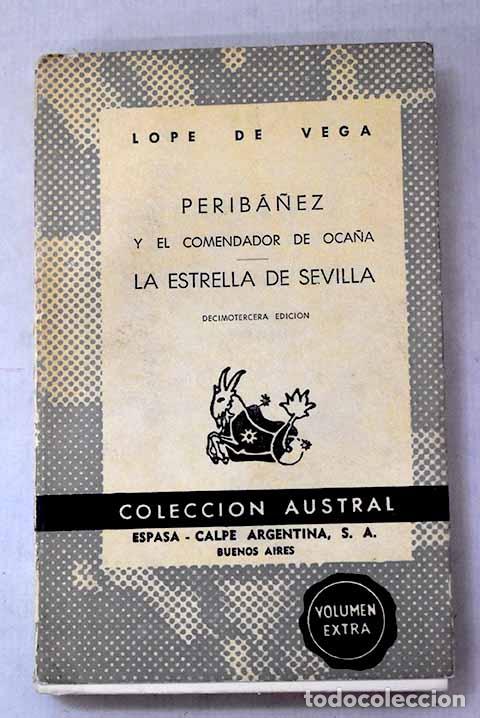 LOPE DE VEGA
PERIBÁÑEZ
Y EL COMENDADOR DE OCAÑA
LA ESTRELLA DE SEVILLA
DECIMOTERCERA EDICION
COLECCION AUSTRAL
ESPASA - CALPE ARGENTINA, S. A.
BUENOS AIRES
VOLUMEN
EXTRA
todocoleccion